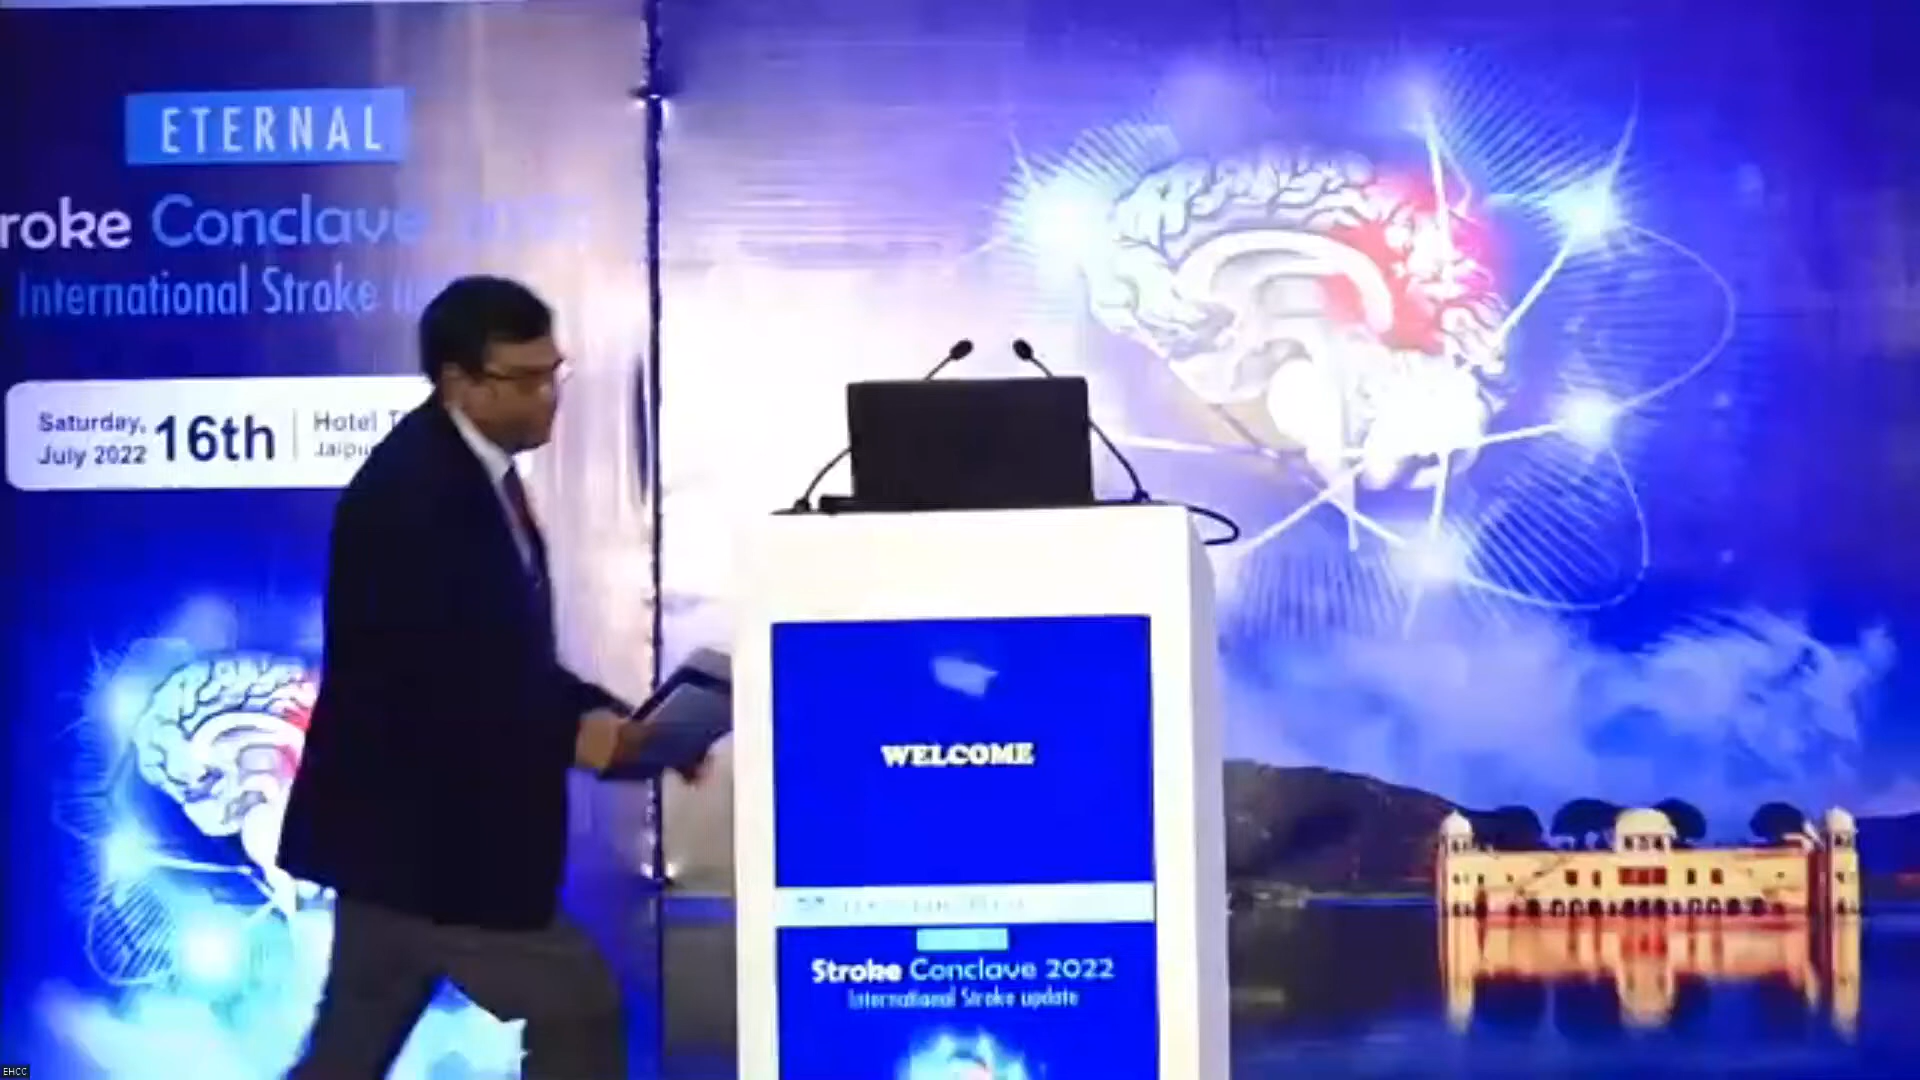 ETERNAL
roke Conclave
International Stroke
Saturday,
July 2022
16th
Hotel
WELCOME
Stroke Conclave 2022
International Stroke update
EHCC